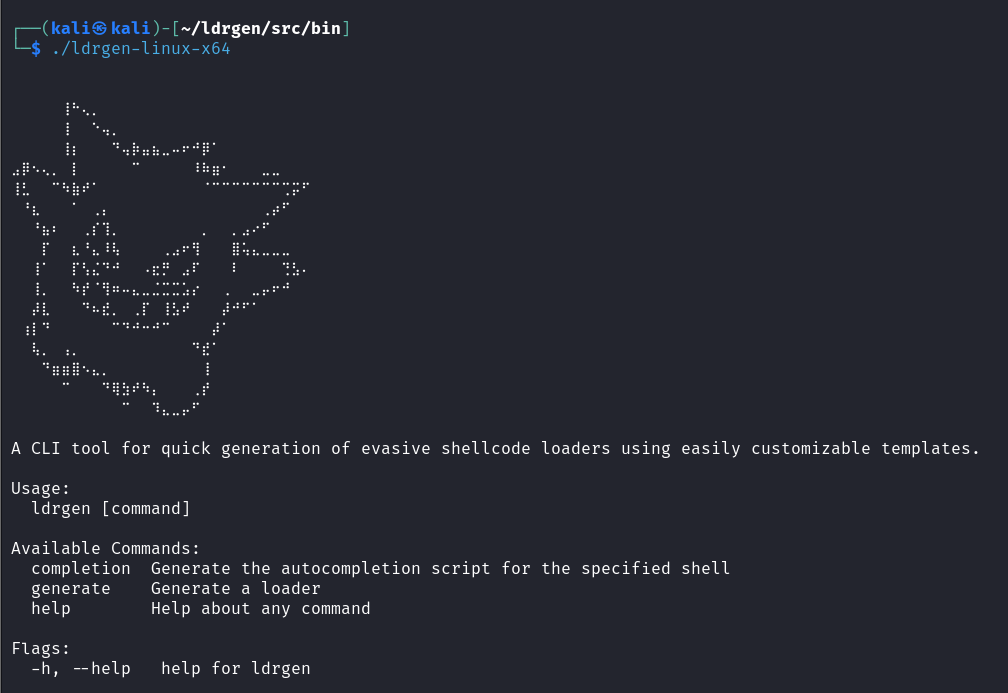 ┌──(kali㉿kali)-[~/ldrgen/src/bin]
└─$ ./ldrgen-linux-x64
A CLI tool for quick generation of evasive shellcode loaders using easily customizable templates.
Usage:
  ldrgen [command]
Available Commands:
  completion  Generate the autocompletion script for the specified shell
  generate    Generate a loader
  help        Help about any command
Flags:
  -h, --help   help for ldrgen